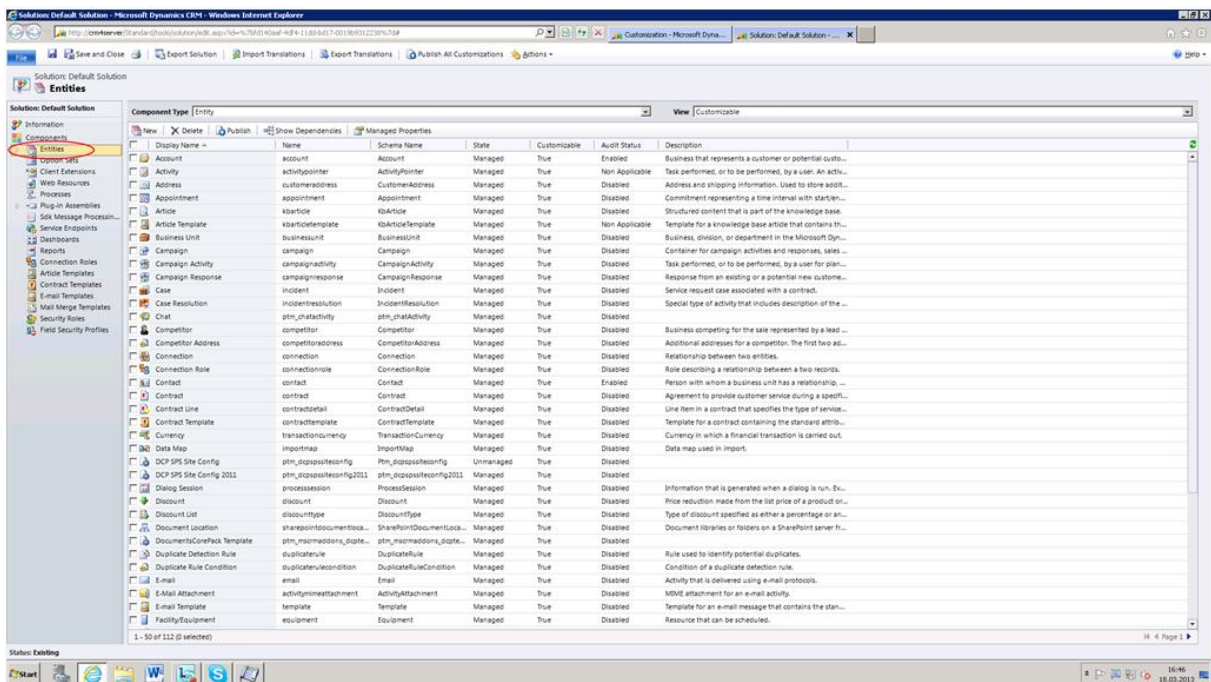 Solution: Default Solution - Microsoft Dynamics CRM - Windows Internet Explorer
Customization - Microsoft Dyna... Solution: Default Solution - ...
File Save and Close Export Solution Import Translations Export Translations Publish All Customizations Actions Help
Solution: Default Solution
Entities
Solution: Default Solution
Information
Components
Entities
Option Sets
Client Extensions
Web Resources
Processes
Plug-in Assemblies
Sdk Message Processin...
Service Endpoints
Dashboards
Reports
Connection Roles
Article Templates
Contract Templates
E-mail Templates
Mail Merge Templates
Security Roles
Field Security Profiles
Component Type Entity View Customizable
New Delete Publish Show Dependencies Managed Properties
Display Name Name Schema Name State Customizable Audit Status Description
Account account Account Managed True Enabled Business that represents a customer or potential custo...
Activity activitypointer ActivityPointer Managed True Non Applicable Task performed, or to be performed, by a user. An activ...
Address customeraddress CustomerAddress Managed True Disabled Address and shipping information. Used to store addit...
Appointment appointment Appointment Managed True Disabled Commitment representing a time interval with start/en...
Article kbarticle KbArticle Managed True Disabled Structured content that is part of the knowledge base.
Article Template kbarticletemplate KbArticleTemplate Managed True Non Applicable Template for a knowledge base article that contains th...
Business Unit businessunit BusinessUnit Managed True Disabled Business, division, or department in the Microsoft Dyn...
Campaign campaign Campaign Managed True Disabled Container for campaign activities and responses, sales ...
Campaign Activity campaignactivity CampaignActivity Managed True Disabled Task performed, or to be performed, by a user for plan...
Campaign Response campaignresponse CampaignResponse Managed True Disabled Response from an existing or a potential new custome...
Case incident Incident Managed True Disabled Service request case associated with a contract.
Case Resolution incidentresolution IncidentResolution Managed True Disabled Special type of activity that includes description of the ...
Chat ptm_chatactivity ptm_chatActivity Managed True Disabled
Competitor competitor Competitor Managed True Disabled Business competing for the sale represented by a lead ...
Competitor Address competitoraddress CompetitorAddress Managed True Disabled Additional addresses for a competitor. The first two ad...
Connection connection Connection Managed True Disabled Relationship between two entities.
Connection Role connectionrole ConnectionRole Managed True Disabled Role describing a relationship between a two records.
Contact contact Contact Managed True Enabled Person with whom a business unit has a relationship, ...
Contract contract Contract Managed True Disabled Agreement to provide customer service during a specifi...
Contract Line contractdetail ContractDetail Managed True Disabled Line item in a contract that specifies the type of service...
Contract Template contracttemplate ContractTemplate Managed True Disabled Template for a contract containing the standard attrib...
Currency transactioncurrency TransactionCurrency Managed True Disabled Currency in which a financial transaction is carried out.
Data Map importmap ImportMap Managed True Disabled Data map used in import.
DCP SPS Site Config ptm_dcpspssiteconfig Ptm_dcpspssiteconfig Unmanaged True Disabled
DCP SPS Site Config 2011 ptm_dcpspssiteconfig2011 ptm_dcpspssiteconfig2011 Managed True Disabled
Dialog Session processsession ProcessSession Managed True Disabled Information that is generated when a dialog is run. Ev...
Discount discount Discount Managed True Disabled Price reduction made from the list price of a product or...
Discount List discounttype DiscountType Managed True Disabled Type of discount specified as either a percentage or an...
Document Location sharepointdocumentloca... SharePointDocumentLoca... Managed True Disabled Document libraries or folders on a SharePoint server fr...
DocumentsCorePack Template ptm_mscrmaddons_dcpte... ptm_mscrmaddons_dcpte... Managed True Disabled
Duplicate Detection Rule duplicaterule DuplicateRule Managed True Disabled Rule used to identify potential duplicates.
Duplicate Rule Condition duplicaterulecondition DuplicateRuleCondition Managed True Disabled Condition of a duplicate detection rule.
E-mail email Email Managed True Disabled Activity that is delivered using e-mail protocols.
E-Mail Attachment activitymimeattachment ActivityAttachment Managed True Disabled MIME attachment for an e-mail activity.
E-mail Template template Template Managed True Disabled Template for an e-mail message that contains the stan...
Facility/Equipment equipment Equipment Managed True Disabled Resource that can be scheduled.
1 - 50 of 112 (0 selected) Page 1
Status: Existing
Start 16:46
18.03.2013